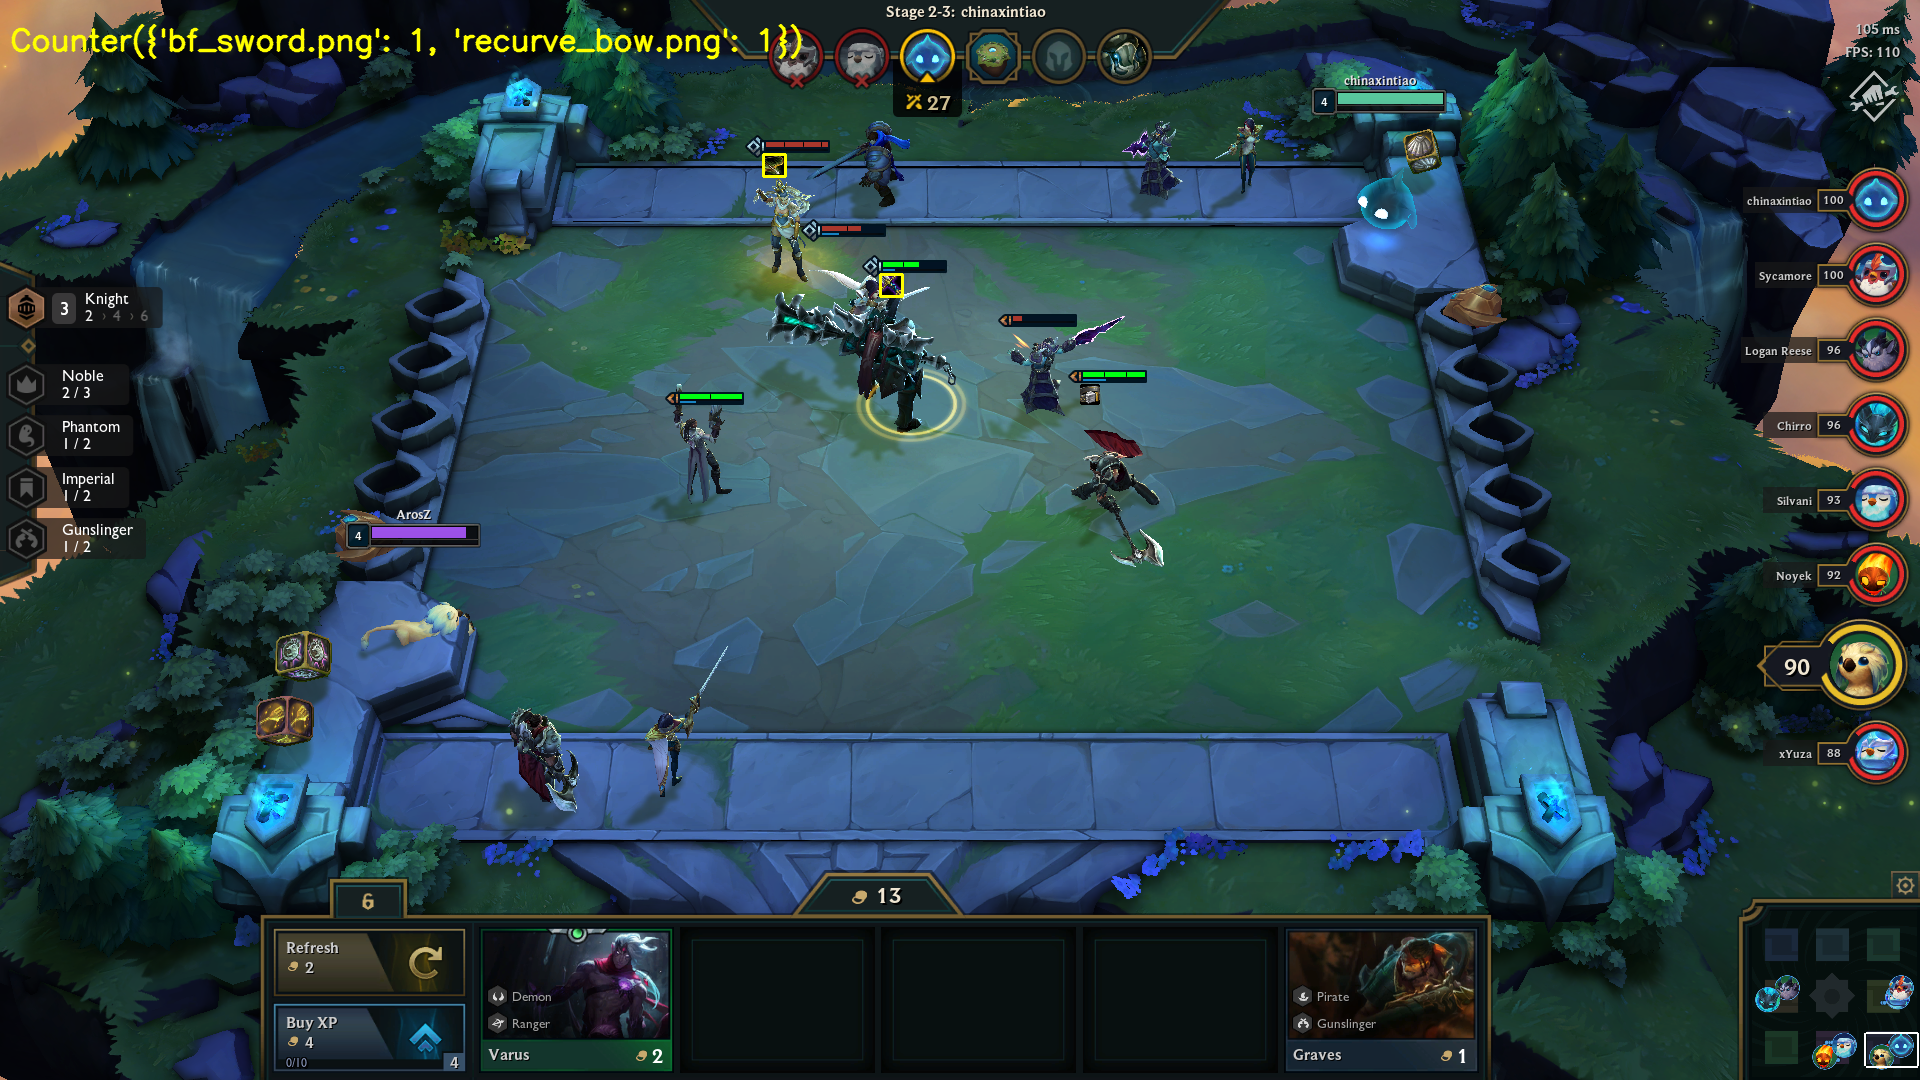 Stage 2-3: chinaxintiao
Counter({'bf_sword.png': 1, 'recurve_bow.png': 1})
105 ms
FPS: 110
27
chinaxintiao
4
chinaxintiao 100
Sycamore 100
Logan Reese 96
Chirro 96
Silvani 93
Noyek 92
90
xYuza 88
3 Knight
2 › 4 › 6
Noble
2 / 3
Phantom
1 / 2
Imperial
1 / 2
Gunslinger
1 / 2
ArosZ
4
6
13
Refresh
2
Buy XP
4
0/10
4
Demon
Ranger
Varus 2
Pirate
Gunslinger
Graves 1